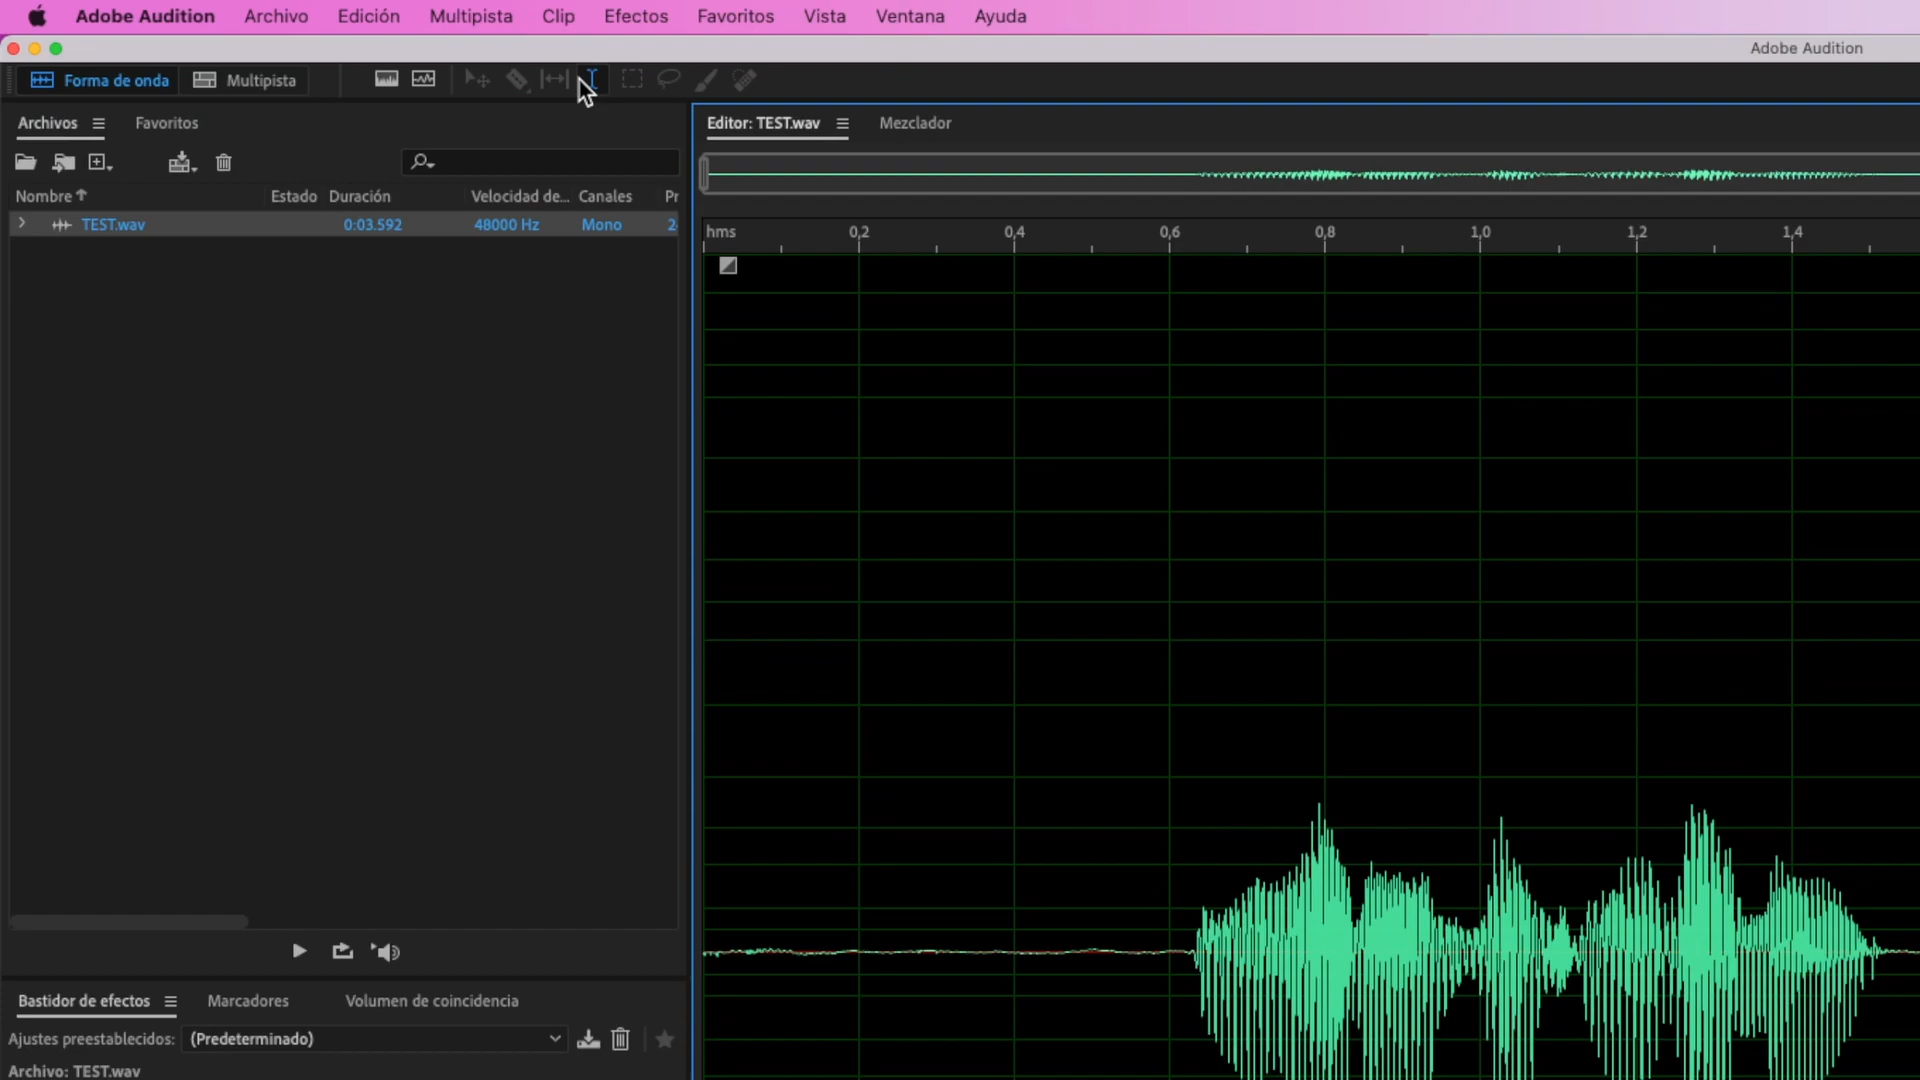 Adobe Audition Archivo Edición Multipista Clip Efectos Favoritos Vista Ventana Ayuda
Adobe Audition
Forma de onda Multipista
Archivos Favoritos Editor: TEST.wav Mezclador
Nombre Estado Duración Velocidad de... Canales Pr
TEST.wav 0:03.592 48000 Hz Mono 2
hms 0,2 0,4 0,6 0,8 1,0 1,2 1,4
Bastidor de efectos Marcadores Volumen de coincidencia
Ajustes preestablecidos: (Predeterminado)
Archivo: TEST.wav